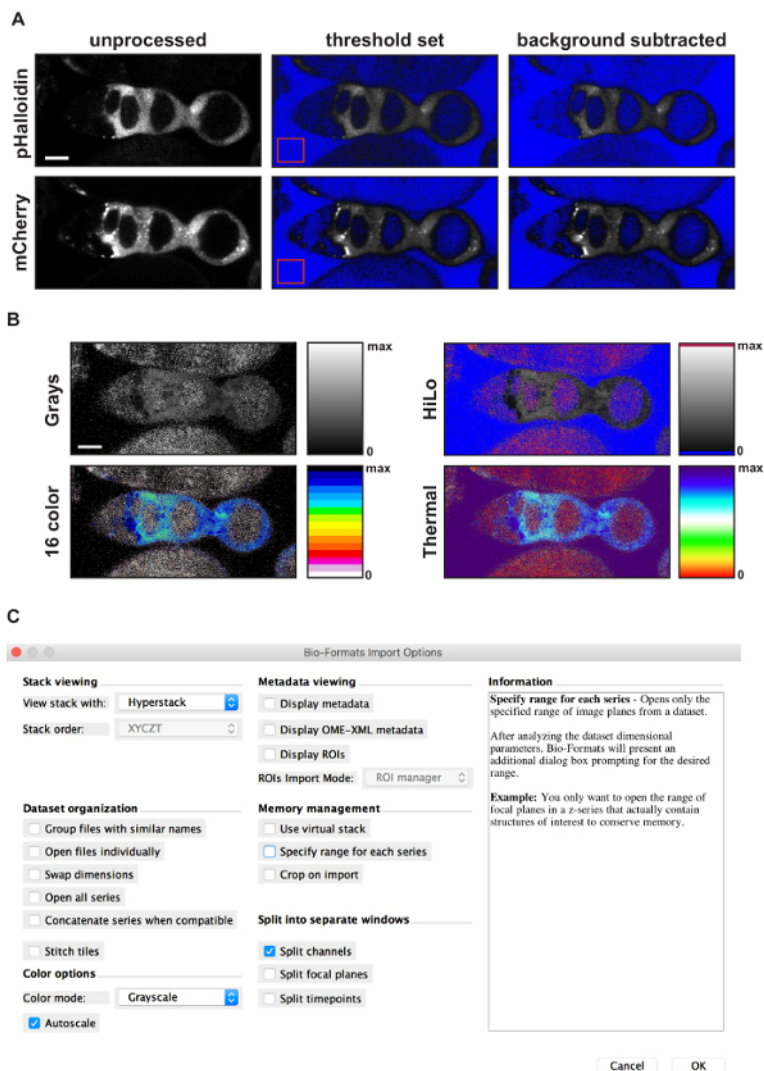 A
unprocessed
threshold set
background subtracted
pHalloidin
mCherry
B
Grays
max
0
HiLo
max
0
16 color
max
0
Thermal
max
0
C
Bio-Formats Import Options
Stack viewing
View stack with:
Hyperstack
Stack order:
XYCZT
Metadata viewing
Display metadata
Display OME-XML metadata
Display ROIs
ROIs Import Mode:
ROI manager
Information
Specify range for each series - Opens only the
specified range of image planes from a dataset.
After analyzing the dataset dimensional
parameters, Bio-Formats will present an
additional dialog box prompting for the desired
range.
Example: You only want to open the range of
focal planes in a z-series that actually contain
structures of interest to conserve memory.
Dataset organization
Group files with similar names
Open files individually
Swap dimensions
Open all series
Concatenate series when compatible
Stitch tiles
Memory management
Use virtual stack
Specify range for each series
Crop on import
Split into separate windows
Split channels
Split focal planes
Split timepoints
Color options
Color mode:
Grayscale
Autoscale
Cancel
OK